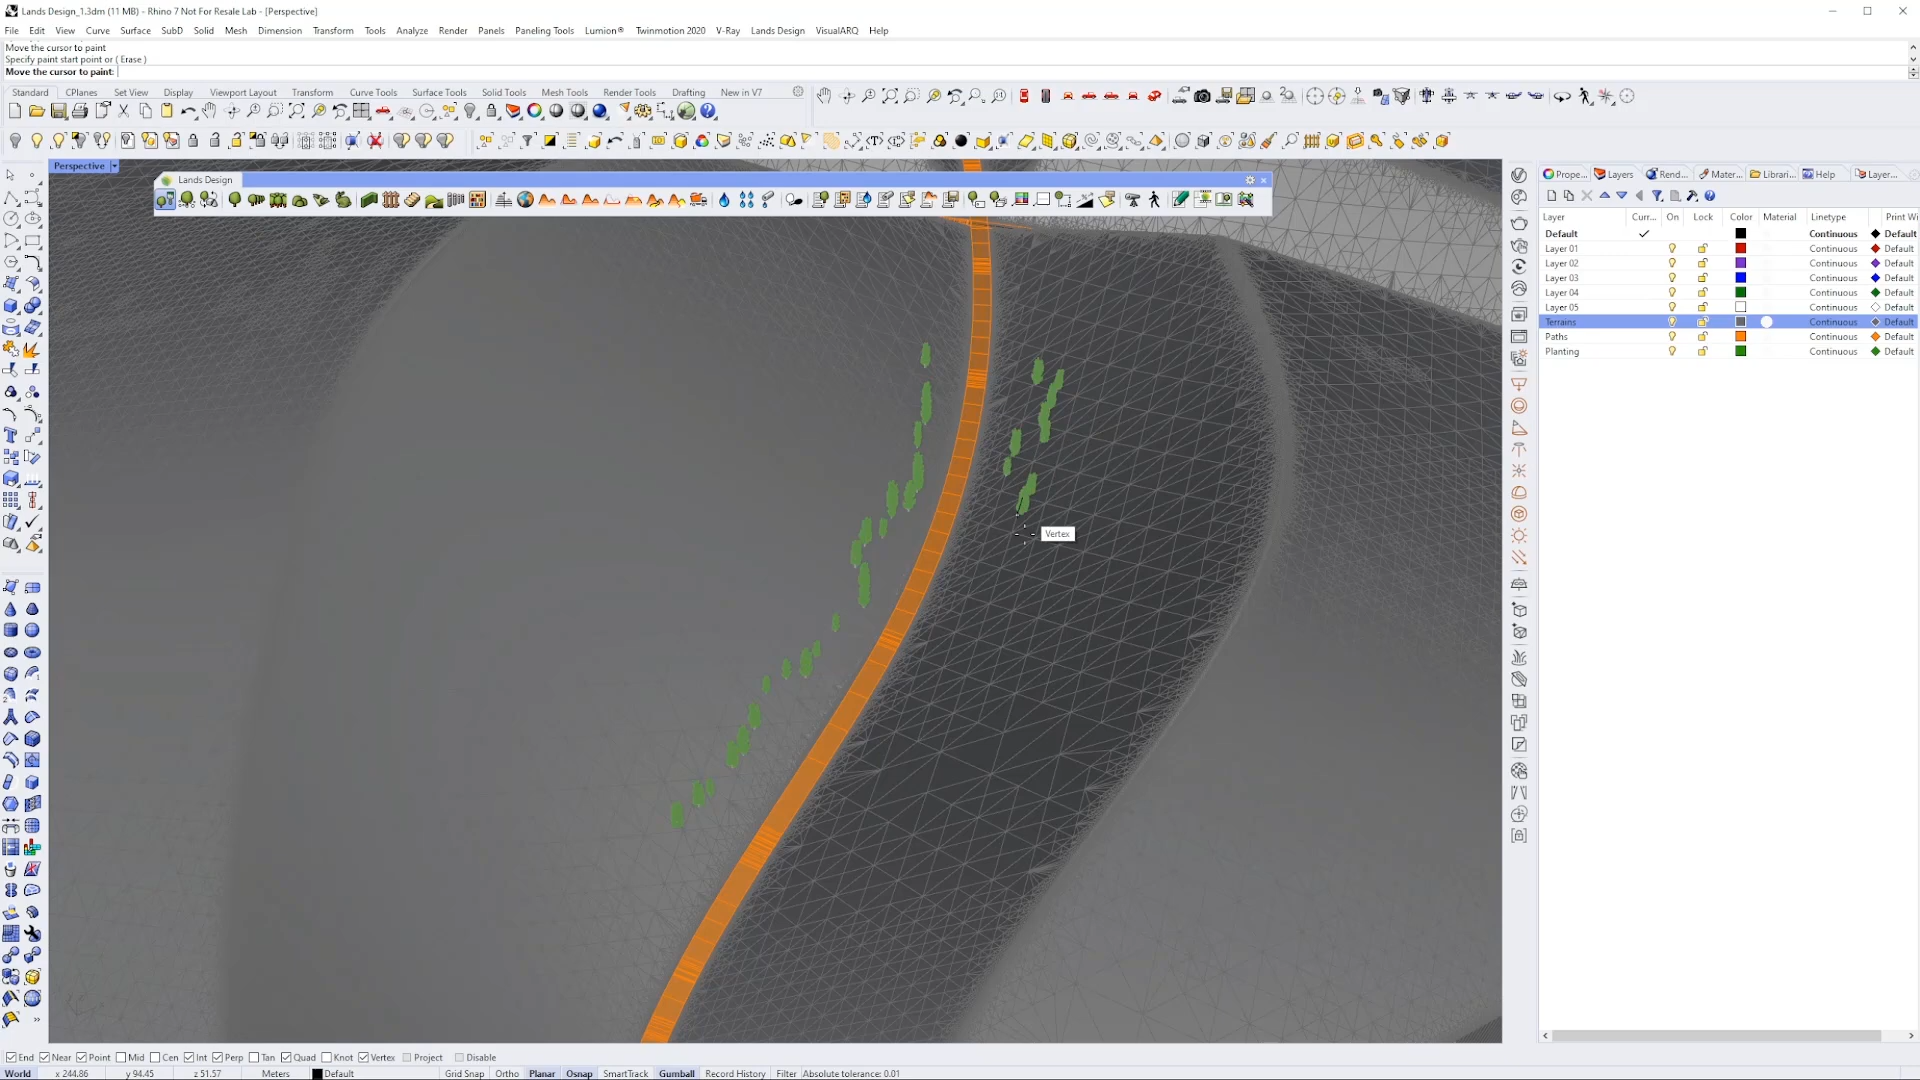 Lands Design_1.3dm (11 MB) - Rhino 7 Not For Resale Lab - [Perspective]
File Edit View Curve Surface SubD Solid Mesh Dimension Transform Tools Analyze Render Panels Paneling Tools Lumion® Twinmotion 2020 V-Ray Lands Design VisualARQ Help
Move the cursor to paint
Specify paint start point or ( Erase )
Move the cursor to paint:
Standard CPlanes Set View Display Viewport Layout Transform Curve Tools Surface Tools Solid Tools Mesh Tools Render Tools Drafting New in V7
Perspective
Lands Design
Prope... Layers Rend... Mater... Librari... Help Layer...
Layer Curr... On Lock Color Material Linetype Print Wi
Default Continuous Default
Layer 01 Continuous Default
Layer 02 Continuous Default
Layer 03 Continuous Default
Layer 04 Continuous Default
Layer 05 Continuous Default
Terrains Continuous Default
Paths Continuous Default
Planting Continuous Default
Vertex
End Near Point Mid Cen Int Perp Tan Quad Knot Vertex Project Disable
World x 244.86 y 94.45 z 51.57 Meters Default Grid Snap Ortho Planar Osnap SmartTrack Gumball Record History Filter Absolute tolerance: 0.01